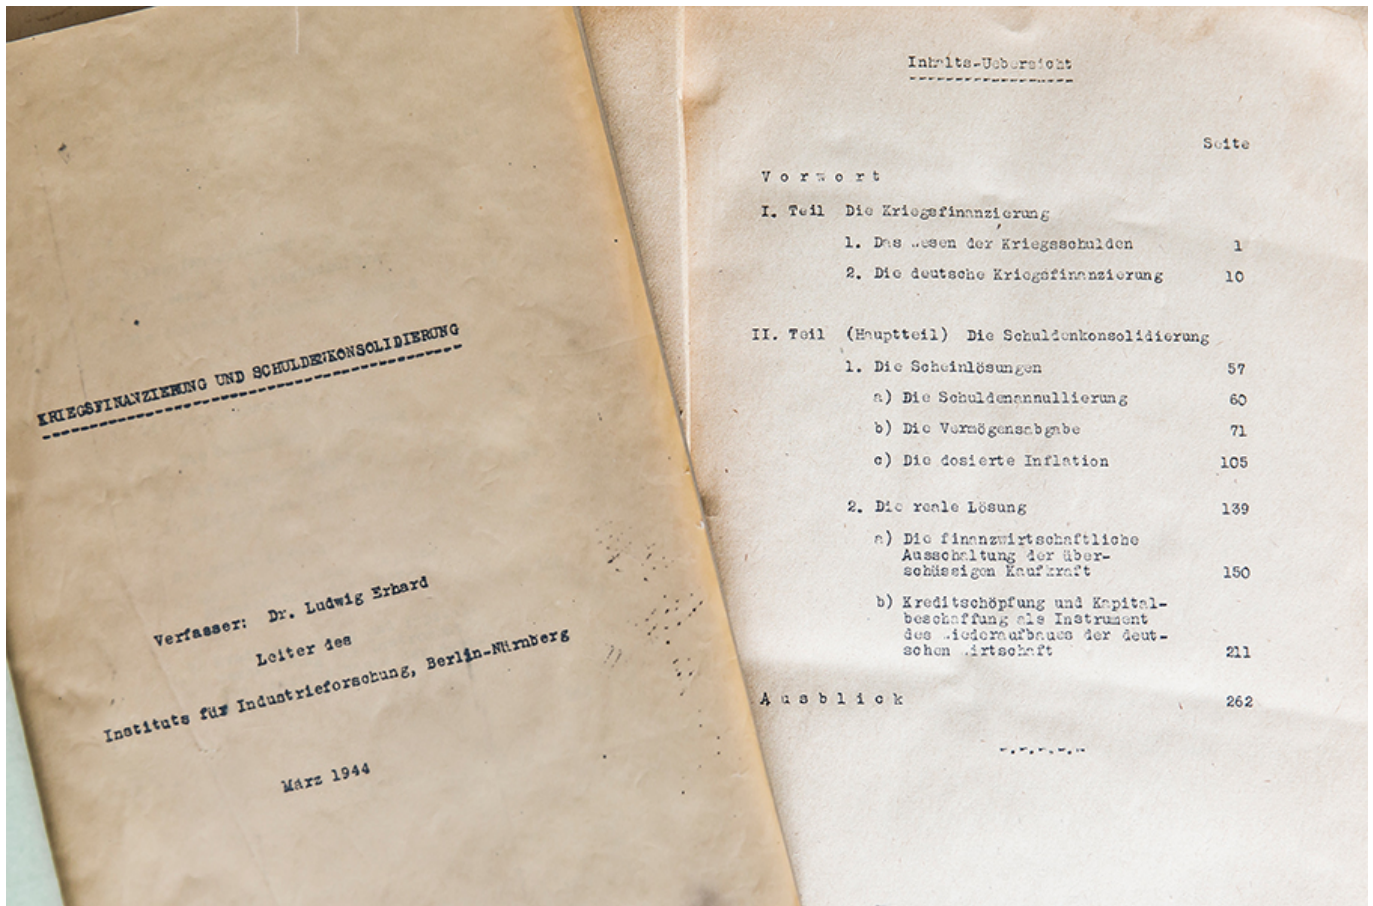 KRIEGSFINANZIERUNG UND SCHULDENKONSOLIDIERUNG
Verfasser: Dr. Ludwig Erhard
Leiter des
Instituts für Industrieforschung, Berlin-Nürnberg
März 1944
Inhalts-Uebersicht
Seite
Vorwort
I. Teil Die Kriegsfinanzierung
1. Das Wesen der Kriegsschulden 1
2. Die deutsche Kriegsfinanzierung 10
II. Teil (Hauptteil) Die Schuldenkonsolidierung
1. Die Scheinlösungen 57
a) Die Schuldenannullierung 60
b) Die Vermögensabgabe 71
c) Die dosierte Inflation 105
2. Die reale Lösung 139
a) Die finanzwirtschaftliche
Ausschaltung der über-
schüssigen Kaufkraft 150
b) Kreditschöpfung und Kapital-
beschaffung als Instrument
des Wiederaufbaues der deut-
schen Wirtschaft 211
Ausblick 262